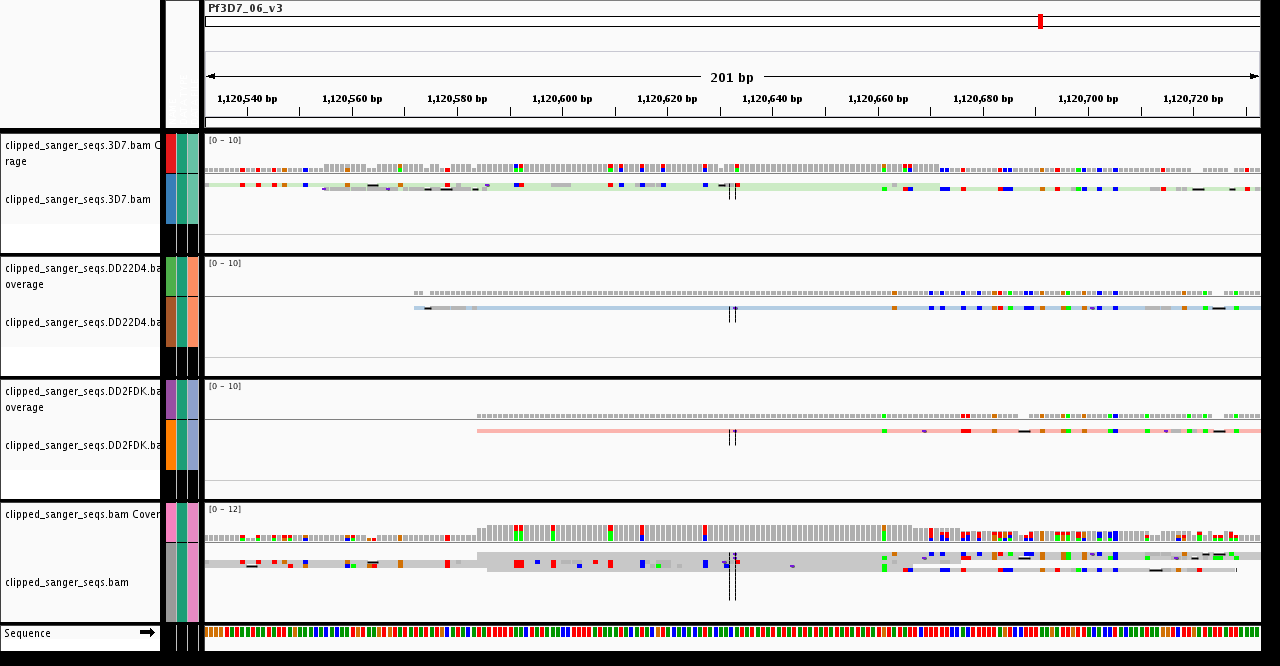 Pf3D7_06_v3
201 bp
1,120,540 bp 1,120,560 bp 1,120,580 bp 1,120,600 bp 1,120,620 bp 1,120,640 bp 1,120,660 bp 1,120,680 bp 1,120,700 bp 1,120,720 bp
clipped_sanger_seqs.3D7.bam C
rage
[0 - 10]
clipped_sanger_seqs.3D7.bam
clipped_sanger_seqs.DD22D4.ba
overage
[0 - 10]
clipped_sanger_seqs.DD22D4.ba
clipped_sanger_seqs.DD2FDK.ba
overage
[0 - 10]
clipped_sanger_seqs.DD2FDK.ba
clipped_sanger_seqs.bam Cover
[0 - 12]
clipped_sanger_seqs.bam
Sequence